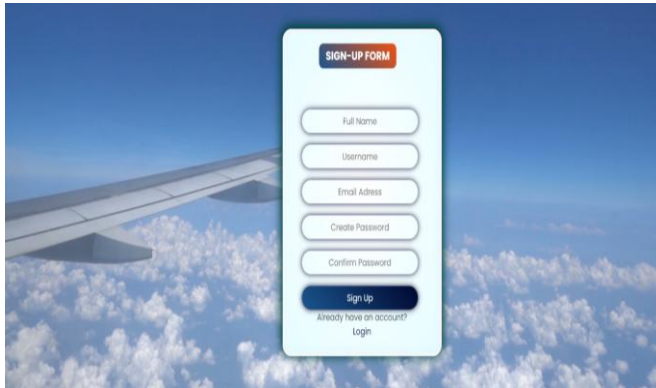 SIGN-UP FORM
Full Name
Username
Email Adress
Create Password
Confirm Password
Sign Up
Already have an account?
Login